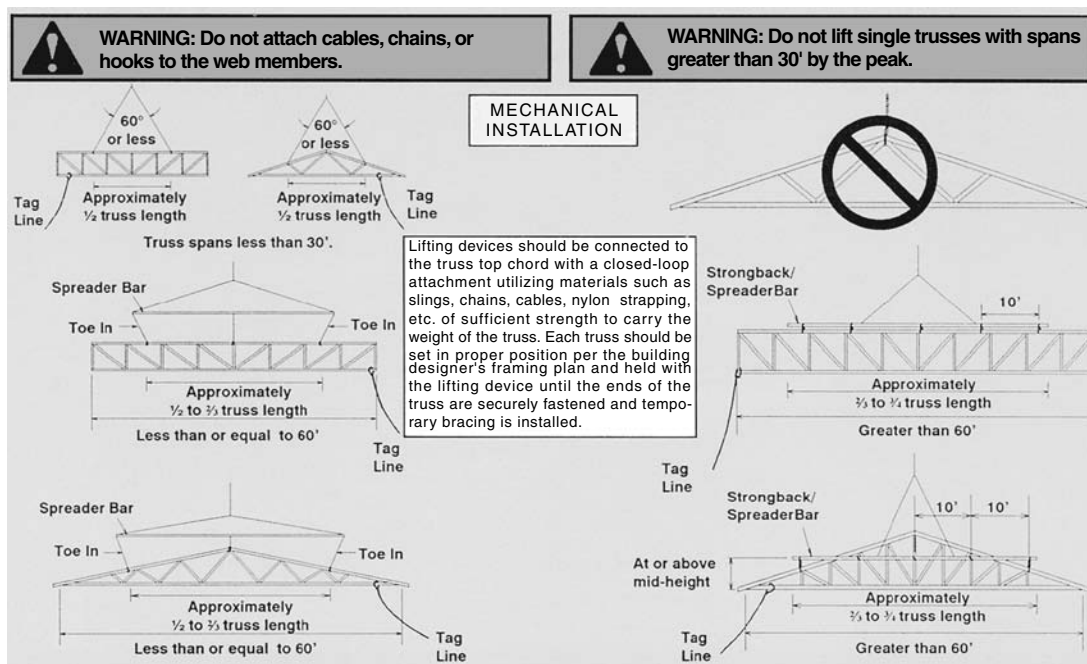 WARNING: Do not attach cables, chains, or
hooks to the web members.
WARNING: Do not lift single trusses with spans
greater than 30' by the peak.
MECHANICAL
INSTALLATION
60°
or less
60°
or less
Tag
Line
Approximately
½ truss length
Approximately
½ truss length
Tag
Line
Truss spans less than 30'.
Lifting devices should be connected to
the truss top chord with a closed-loop
attachment utilizing materials such as
slings, chains, cables, nylon strapping,
etc. of sufficient strength to carry the
weight of the truss. Each truss should be
set in proper position per the building
designer's framing plan and held with
the lifting device until the ends of the
truss are securely fastened and tempo-
rary bracing is installed.
Spreader Bar
Toe In
Toe In
Approximately
½ to ⅔ truss length
Less than or equal to 60'
Tag
Line
Strongback/
SpreaderBar
10'
Approximately
⅔ to ¾ truss length
Greater than 60'
Tag
Line
Spreader Bar
Toe In
Toe In
Approximately
½ to ⅔ truss length
Less than or equal to 60'
Tag
Line
Strongback/
SpreaderBar
10'
10'
At or above
mid-height
Approximately
⅔ to ¾ truss length
Greater than 60'
Tag
Line